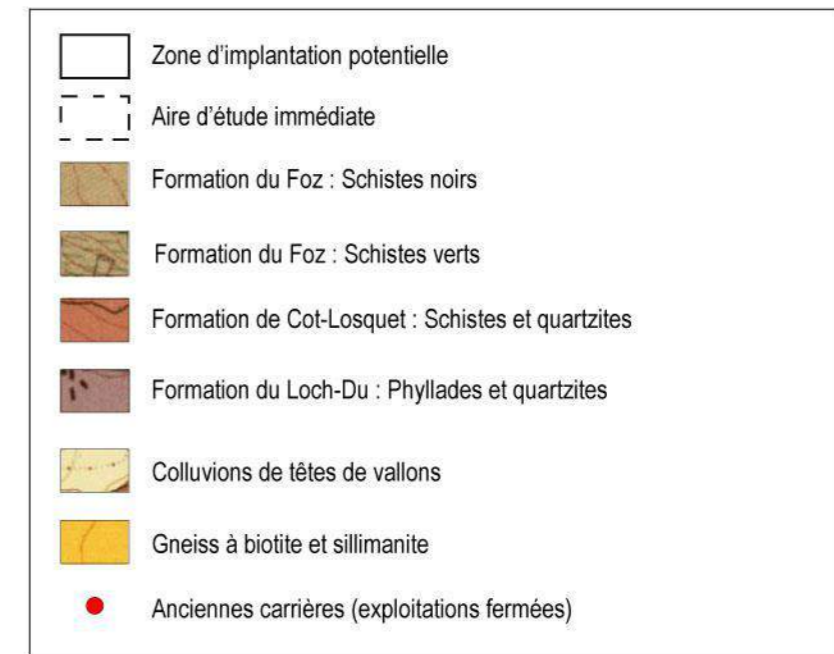 Zone d'implantation potentielle
Aire d'étude immédiate
Formation du Foz : Schistes noirs
Formation du Foz : Schistes verts
Formation de Cot-Losquet : Schistes et quartzites
Formation du Loch-Du : Phyllades et quartzites
Colluvions de têtes de vallons
Gneiss à biotite et sillimanite
Anciennes carrières (exploitations fermées)